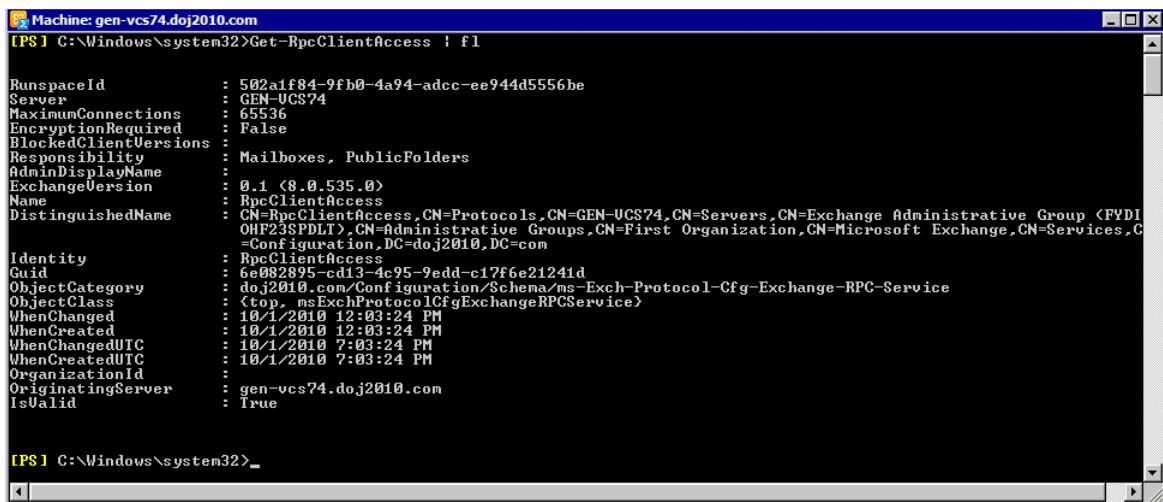 Machine: gen-vcs74.doj2010.com
[PS] C:\Windows\system32>Get-RpcClientAccess | fl
RunspaceId : 502a1f84-9fb0-4a94-adcc-ee944d5556be
Server : GEN-VCS74
MaximumConnections : 65536
EncryptionRequired : False
BlockedClientVersions :
Responsibility : Mailboxes, PublicFolders
AdminDisplayName :
ExchangeVersion : 0.1 (8.0.535.0)
Name : RpcClientAccess
DistinguishedName : CN=RpcClientAccess,CN=Protocols,CN=GEN-VCS74,CN=Servers,CN=Exchange Administrative Group (FYDI
OHF23SPDLT),CN=Administrative Groups,CN=First Organization,CN=Microsoft Exchange,CN=Services,C
=Configuration,DC=doj2010,DC=com
Identity : RpcClientAccess
Guid : 6e082895-cd13-4c95-9edd-c17f6e21241d
ObjectCategory : doj2010.com/Configuration/Schema/ms-Exch-Protocol-Cfg-Exchange-RPC-Service
ObjectClass : {top, msExchProtocolCfgExchangeRPCService}
WhenChanged : 10/1/2010 12:03:24 PM
WhenCreated : 10/1/2010 12:03:24 PM
WhenChangedUTC : 10/1/2010 7:03:24 PM
WhenCreatedUTC : 10/1/2010 7:03:24 PM
OrganizationId :
OriginatingServer : gen-vcs74.doj2010.com
IsValid : True
[PS] C:\Windows\system32>_